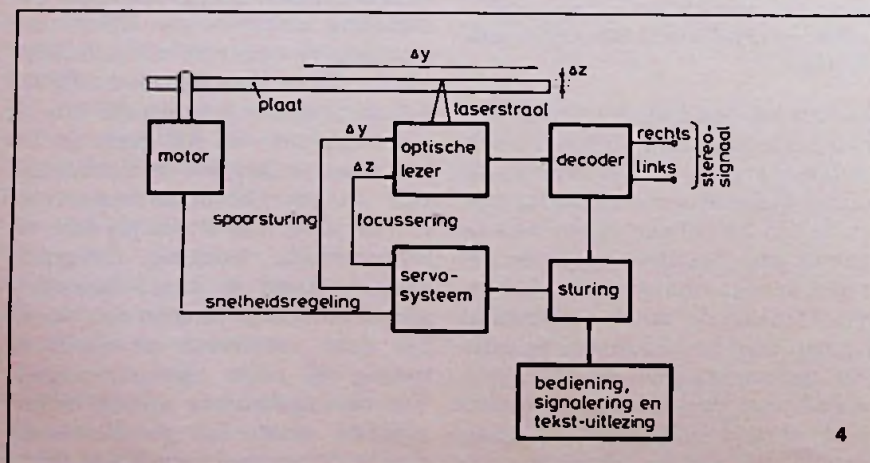 Δy
Δz
plaat
laserstraal
motor
Δy
Δz
optische
lezer
decoder
rechts
links
stereo-
signaal
spoorsturing
focussering
servo-
systeem
sturing
snelheidsregeling
bediening,
signalering en
tekst-uitlezing
4